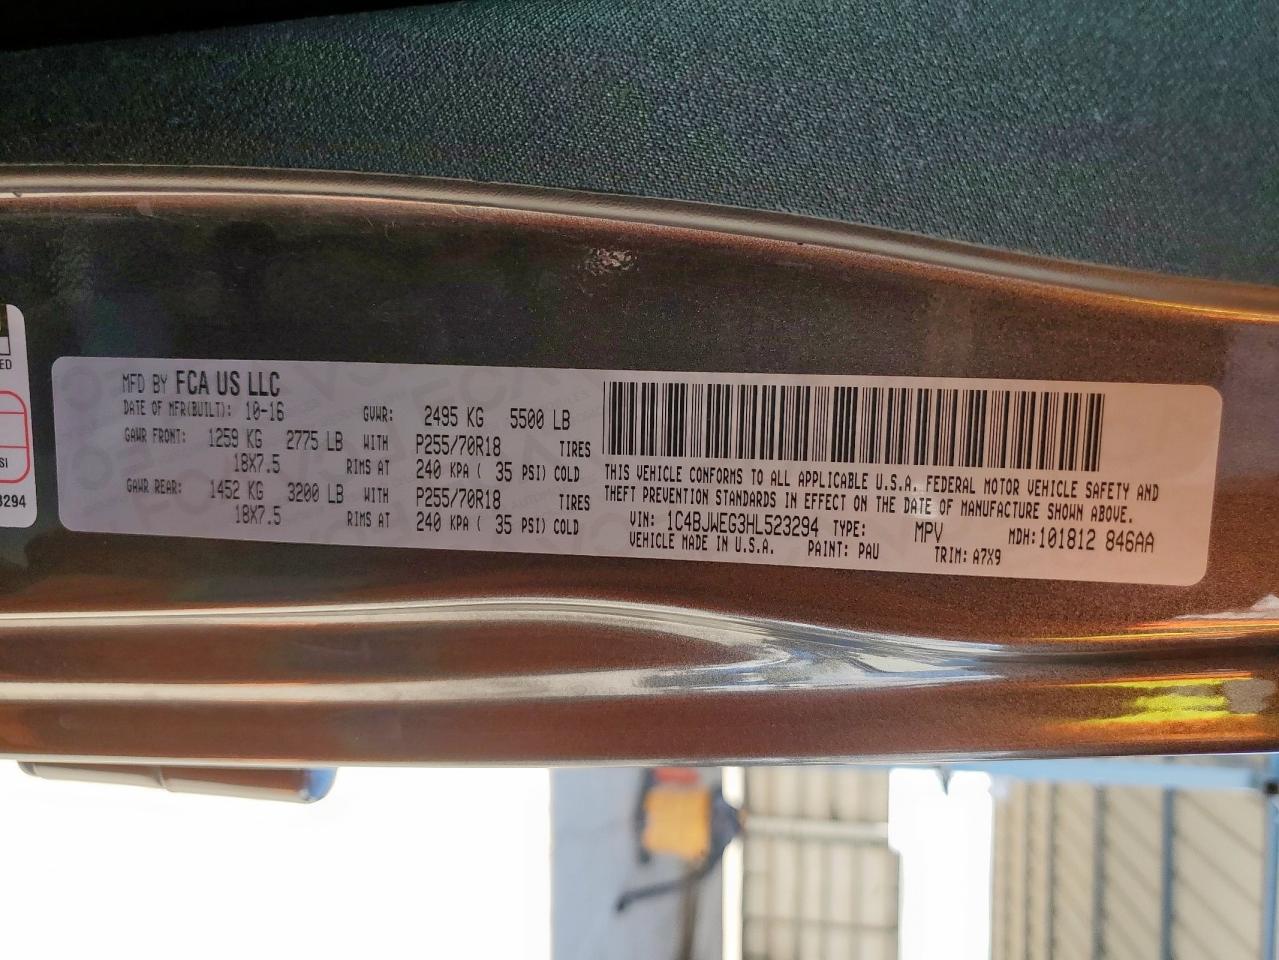 ED
SI
3294
MFD BY FCA US LLC
DATE OF MFR(BUILT): 10-16 GVWR: 2495 KG 5500 LB
GAWR FRONT: 1259 KG 2775 LB WITH P255/70R18 TIRES
18X7.5 RIMS AT 240 KPA ( 35 PSI) COLD
GAWR REAR: 1452 KG 3200 LB WITH P255/70R18 TIRES
18X7.5 RIMS AT 240 KPA ( 35 PSI) COLD
THIS VEHICLE CONFORMS TO ALL APPLICABLE U.S.A. FEDERAL MOTOR VEHICLE SAFETY AND
THEFT PREVENTION STANDARDS IN EFFECT ON THE DATE OF MANUFACTURE SHOWN ABOVE.
VIN: 1C4BJWEG3HL523294 TYPE: MPV MDH:101812 846AA
VEHICLE MADE IN U.S.A. PAINT: PAU TRIM: A7X9